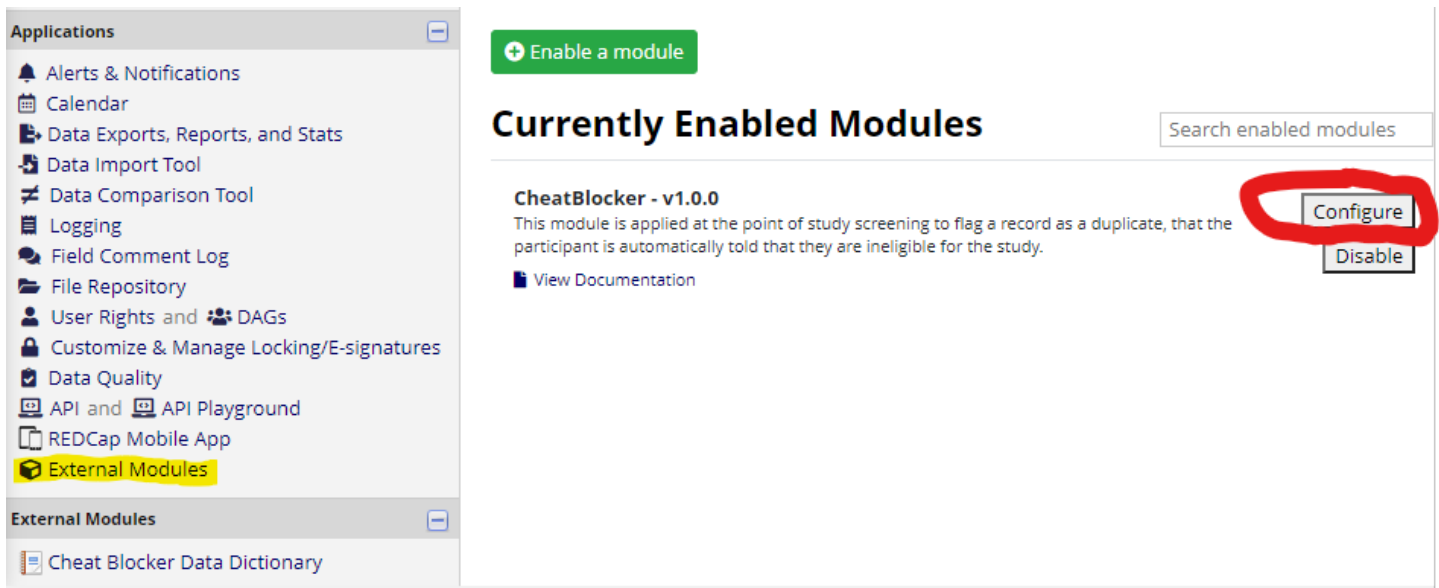 Applications
Alerts & Notifications
Calendar
Data Exports, Reports, and Stats
Data Import Tool
Data Comparison Tool
Logging
Field Comment Log
File Repository
User Rights and DAGs
Customize & Manage Locking/E-signatures
Data Quality
API and API Playground
REDCap Mobile App
External Modules
External Modules
Cheat Blocker Data Dictionary
Enable a module
Currently Enabled Modules
Search enabled modules
CheatBlocker - v1.0.0
This module is applied at the point of study screening to flag a record as a duplicate, that the
participant is automatically told that they are ineligible for the study.
View Documentation
Configure
Disable